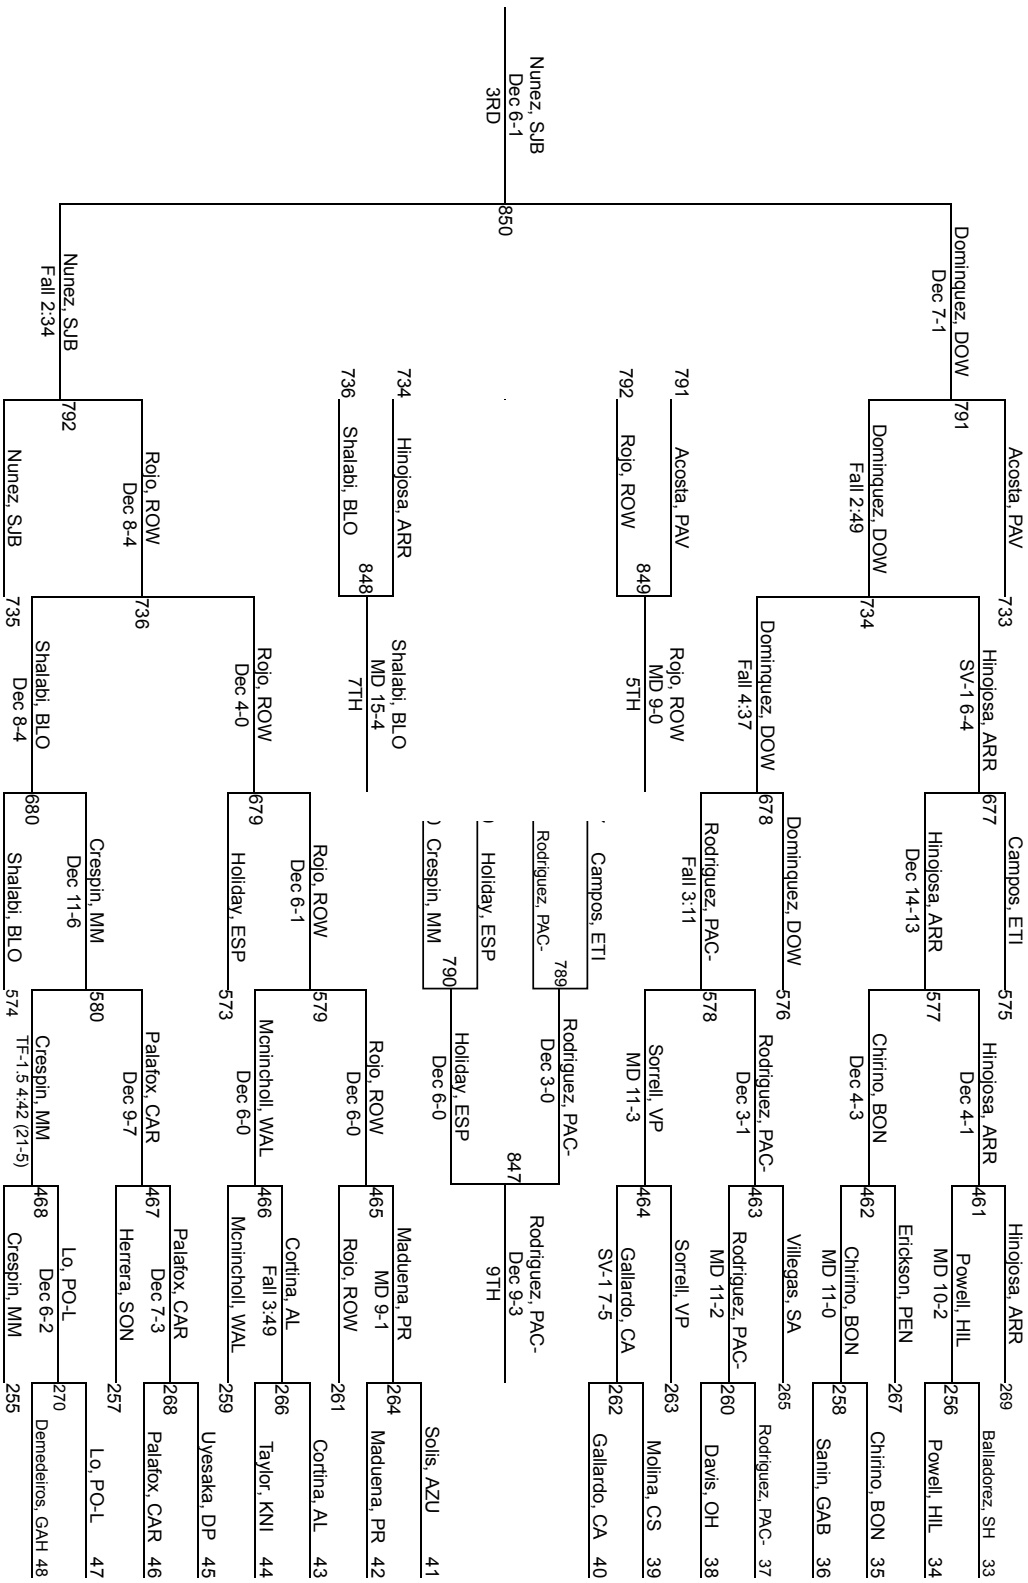 Nunez, SJB
Dec 6-1
3RD
850
Dominquez, DOW
Dec 7-1
Nunez, SJB
Fall 2:34
791
Acosta, PAV
733
Dominquez, DOW
Fall 2:49
734
Hinojosa, ARR
SV-1 6-4
677
Campos, ETI
575
Hinojosa, ARR
Dec 14-13
577
Hinojosa, ARR
Dec 4-1
461
Hinojosa, ARR
269
Balladorez, SH 33
Powell, HIL
MD 10-2
256
Powell, HIL 34
Chirino, BON
Dec 4-3
462
Erickson, PEN
267
Chirino, BON 35
Chirino, BON
MD 11-0
258
Sanin, GAB 36
Dominquez, DOW
Fall 4:37
678
Dominquez, DOW
576
Rodriguez, PAC-
Fall 3:11
578
Rodriguez, PAC-
Dec 3-1
463
Villegas, SA
265
Rodriguez, PAC- 37
Rodriguez, PAC-
MD 11-2
260
Davis, OH 38
Sorrell, VP
MD 11-3
464
Sorrell, VP
263
Molina, CS 39
Gallardo, CA
SV-1 7-5
262
Gallardo, CA 40
791
Acosta, PAV
792
Rojo, ROW
849
Rojo, ROW
MD 9-0
5TH
734
Hinojosa, ARR
736
Shalabi, BLO
848
Shalabi, BLO
MD 15-4
7TH
Campos, ETI
Rodriguez, PAC-
789
Rodriguez, PAC-
Dec 3-0
) Holiday, ESP
) Crespin, MM
790
Holiday, ESP
Dec 6-0
847
Rodriguez, PAC-
Dec 9-3
9TH
792
Rojo, ROW
Dec 8-4
736
Nunez, SJB
735
Rojo, ROW
Dec 4-0
679
Rojo, ROW
Dec 6-1
579
Rojo, ROW
Dec 6-0
465
Maduena, PR
MD 9-1
264
Solis, AZU 41
Maduena, PR 42
Rojo, ROW
261
Mcnincholl, WAL
Dec 6-0
466
Cortina, AL
Fall 3:49
266
Cortina, AL 43
Taylor, KNI 44
Mcnincholl, WAL
259
Holiday, ESP
573
Shalabi, BLO
Dec 8-4
680
Crespin, MM
Dec 11-6
580
Palafox, CAR
Dec 9-7
467
Palafox, CAR
Dec 7-3
268
Uyesaka, DP 45
Palafox, CAR 46
Herrera, SON
257
Crespin, MM
TF-1.5 4:42 (21-5)
468
Lo, PO-L
Dec 6-2
270
Lo, PO-L 47
Demedeiros, GAH 48
Crespin, MM
255
Shalabi, BLO
574